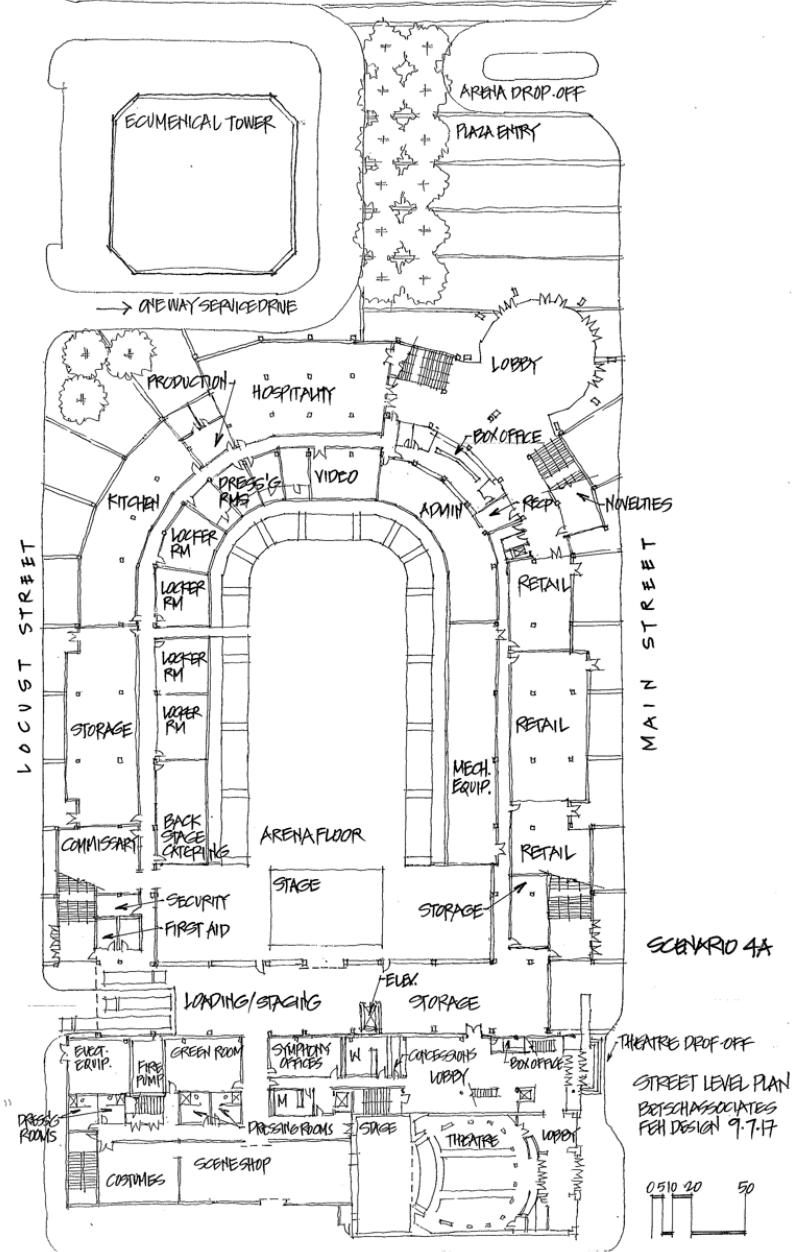 ARENA DROP-OFF
ECUMENICAL TOWER
PLAZA ENTRY
→ ONE WAY SERVICE DRIVE
LOBBY
PRODUCTION
HOSPITALITY
BOX OFFICE
KITCHEN
DRESS'G
RMS
VIDEO
ADMIN
RECP
NOVELTIES
LOCKER
RM
LOCKER
RM
RETAIL
LOCUST STREET
MAIN STREET
LOCKER
RM
LOCKER
RM
STORAGE
RETAIL
MECH.
EQUIP.
BACK
STAGE
CATERING
COMMISSARY
ARENA FLOOR
RETAIL
STAGE
SECURITY
STORAGE
FIRST AID
SCENARIO 4A
ELEV.
LOADING/STAGING
STORAGE
ELECT.
EQUIP.
FIRE
PUMP
GREEN ROOM
SYMPHONY
OFFICES
W
CONCESSIONS
LOBBY
BOX OFFICE
THEATRE DROP-OFF
STREET LEVEL PLAN
BETSCH ASSOCIATES
FEH DESIGN 9.7.17
DRESS'G
ROOMS
M
DRESSING ROOMS
STAGE
THEATRE
LOBBY
COSTUMES
SCENE SHOP
0 5 10 20 50